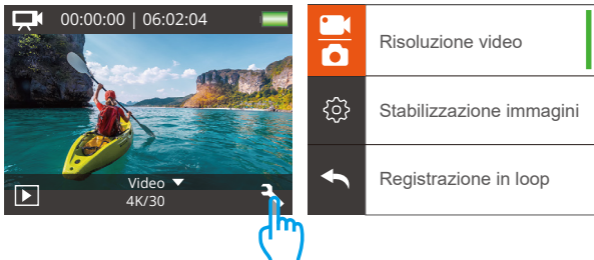 00:00:00 | 06:02:04
Video
4K/30
Risoluzione video
Stabilizzazione immagini
Registrazione in loop